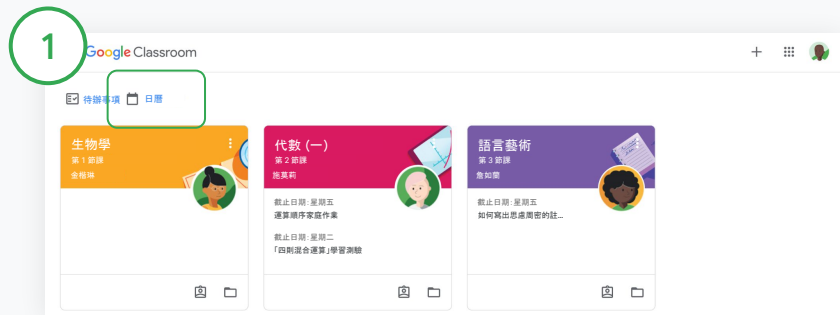 1
Google Classroom
待辦事項 日曆
生物學
第 1 節課
金楷琳
代數 (一)
第 2 節課
施莫莉
截止日期: 星期五
運算順序家庭作業
截止日期: 星期二
「四則混合運算」學習測驗
語言藝術
第 3 節課
詹如蘭
截止日期: 星期五
如何寫出思慮周密的註...